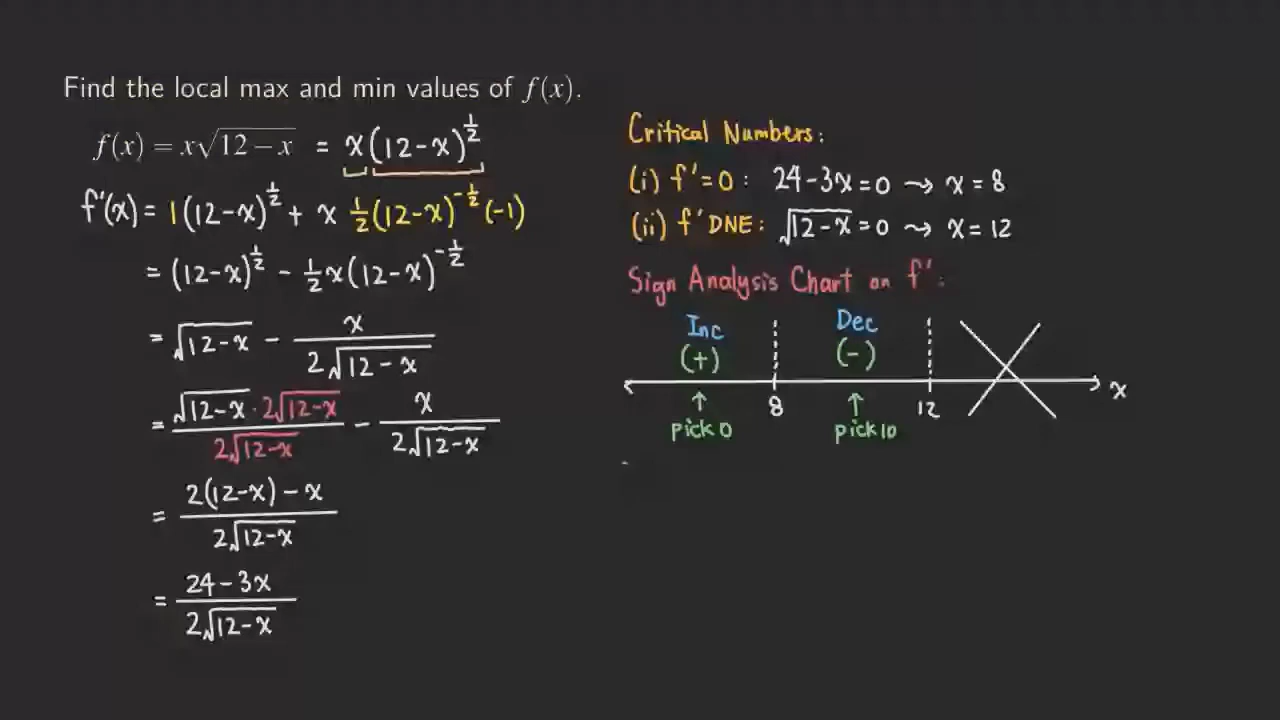 Find the local max and min values of f(x).
f(x) = x√(12 − x) = x(12−x)^(1/2)
f'(x) = 1(12−x)^(1/2) + x 1/2(12−x)^(−1/2)(−1)
= (12−x)^(1/2) − 1/2x(12−x)^(−1/2)
= √(12−x) − x/(2√(12−x))
= (√(12−x)·2√(12−x))/(2√(12−x)) − x/(2√(12−x))
= (2(12−x)−x)/(2√(12−x))
= (24−3x)/(2√(12−x))
Critical Numbers:
(i) f'=0: 24−3x=0 ⤳ x=8
(ii) f' DNE: √(12−x)=0 ⤳ x=12
Sign Analysis Chart on f':
Inc Dec
(+) (−)
8 12 x
↑ ↑
pick 0 pick 10